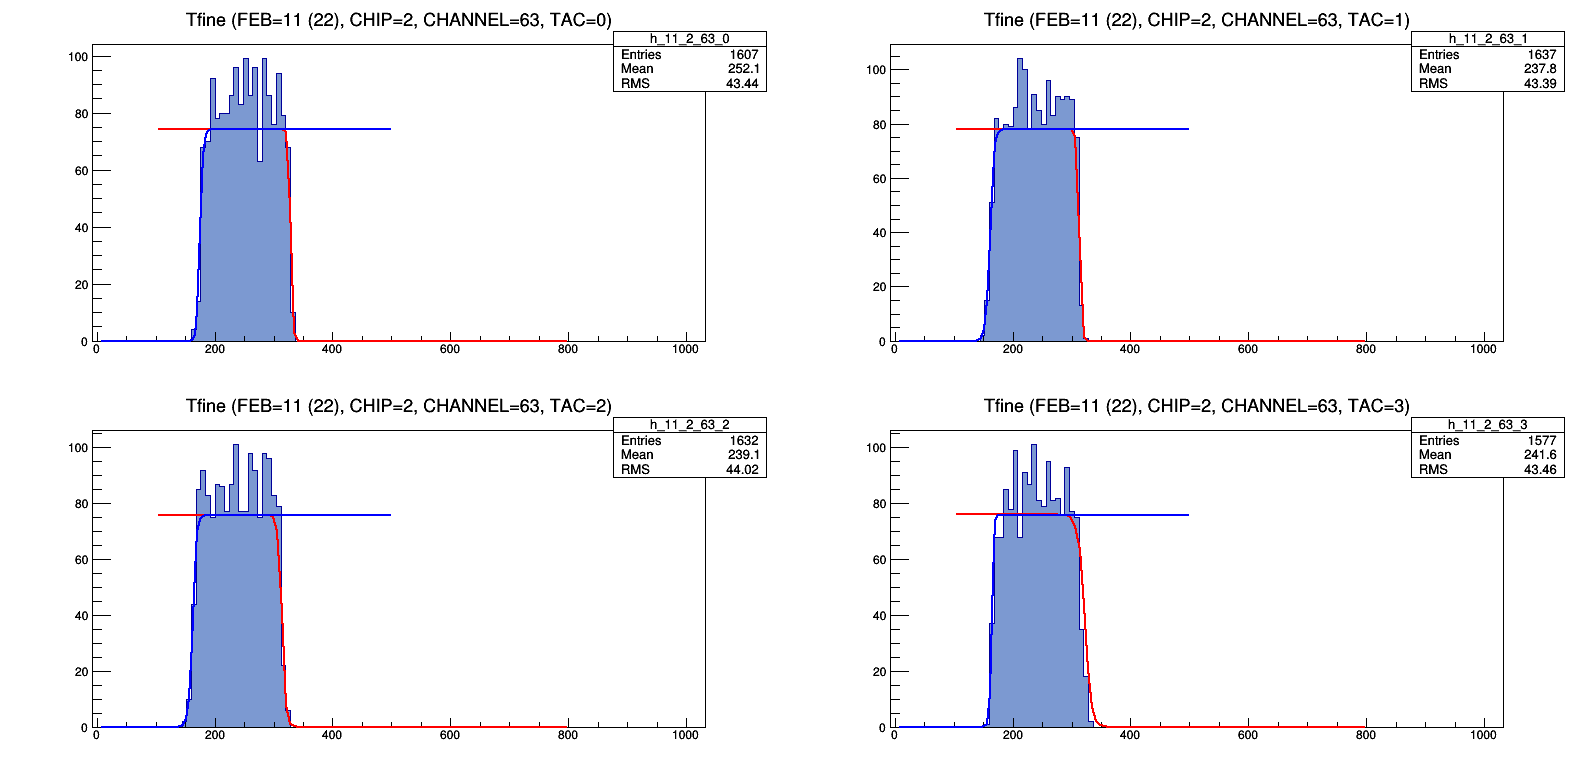 Tfine (FEB=11 (22), CHIP=2, CHANNEL=63, TAC=0)
h_11_2_63_0
Entries 1607
Mean 252.1
RMS 43.44
100
80
60
40
20
0
0 200 400 600 800 1000
Tfine (FEB=11 (22), CHIP=2, CHANNEL=63, TAC=1)
h_11_2_63_1
Entries 1637
Mean 237.8
RMS 43.39
100
80
60
40
20
0
0 200 400 600 800 1000
Tfine (FEB=11 (22), CHIP=2, CHANNEL=63, TAC=2)
h_11_2_63_2
Entries 1632
Mean 239.1
RMS 44.02
100
80
60
40
20
0
0 200 400 600 800 1000
Tfine (FEB=11 (22), CHIP=2, CHANNEL=63, TAC=3)
h_11_2_63_3
Entries 1577
Mean 241.6
RMS 43.46
100
80
60
40
20
0
0 200 400 600 800 1000